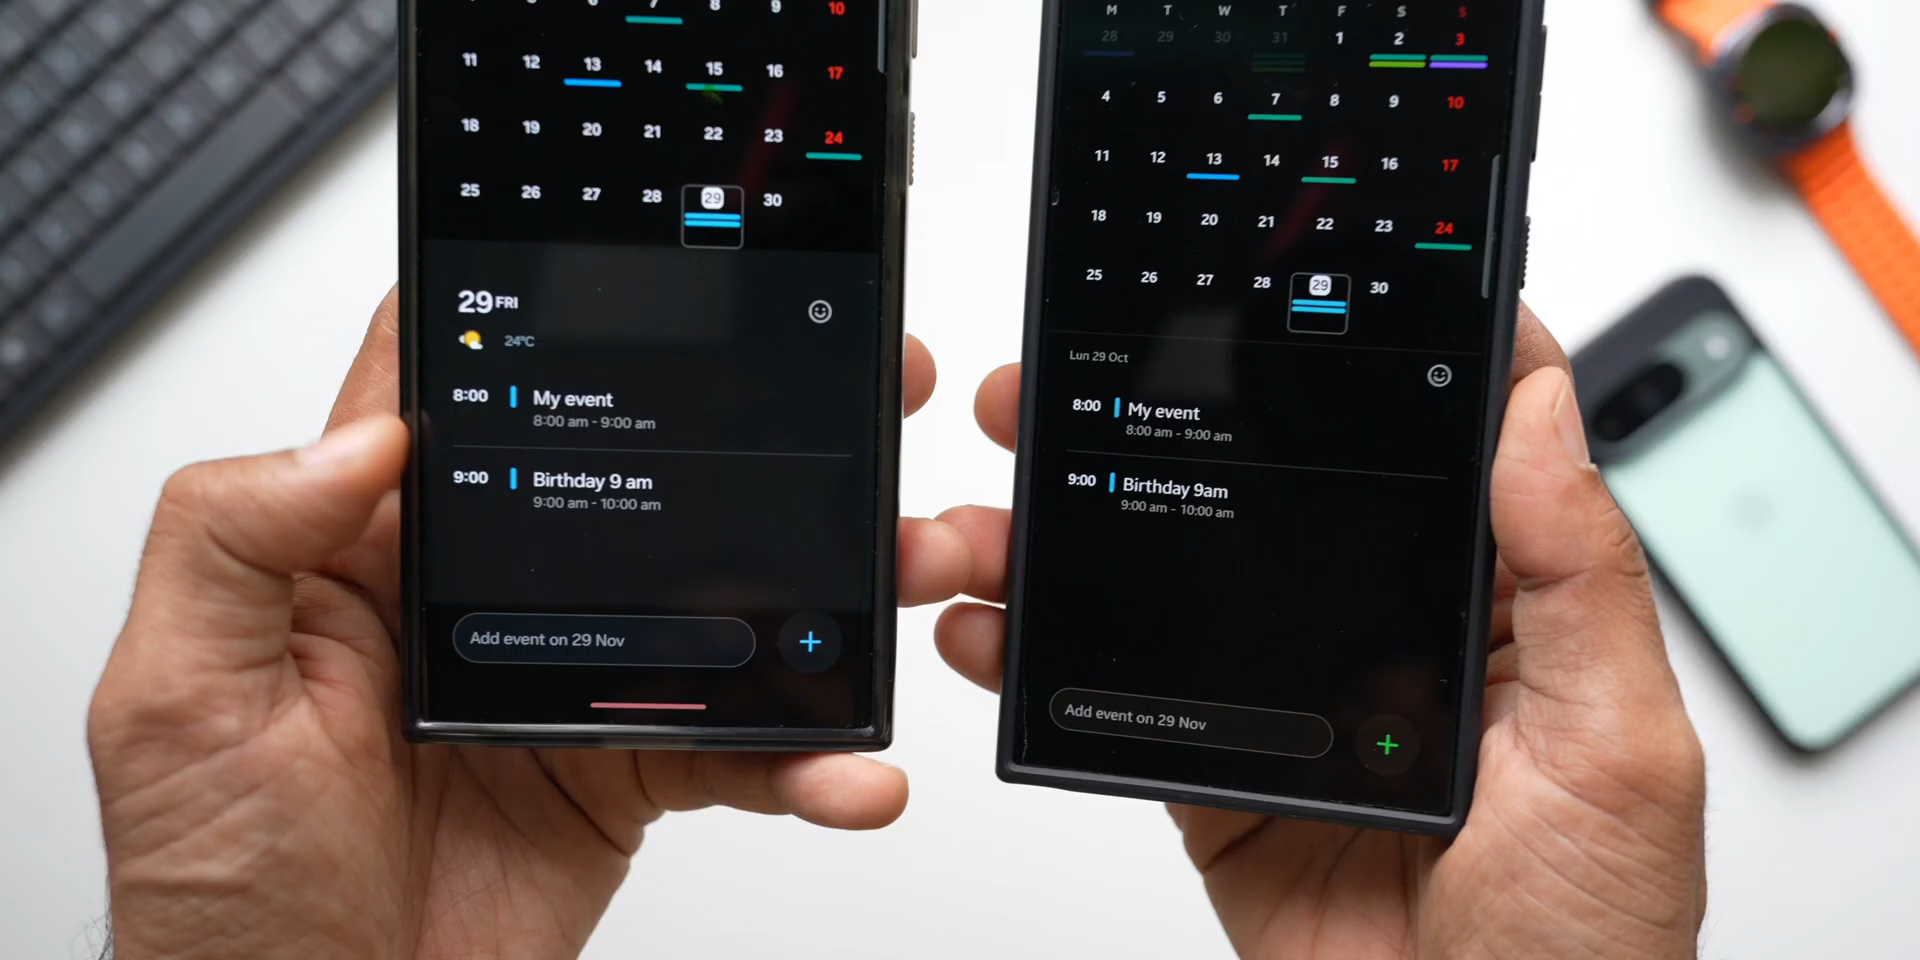 7 8 9 10
11 12 13 14 15 16 17
18 19 20 21 22 23 24
25 26 27 28 29 30
29 FRI
24°C
8:00 My event
8:00 am - 9:00 am
9:00 Birthday 9 am
9:00 am - 10:00 am
Add event on 29 Nov
+
M T W T F S S
28 29 30 31 1 2 3
4 5 6 7 8 9 10
11 12 13 14 15 16 17
18 19 20 21 22 23 24
25 26 27 28 29 30
Lun 29 Oct
8:00 My event
8:00 am - 9:00 am
9:00 Birthday 9am
9:00 am - 10:00 am
Add event on 29 Nov
+